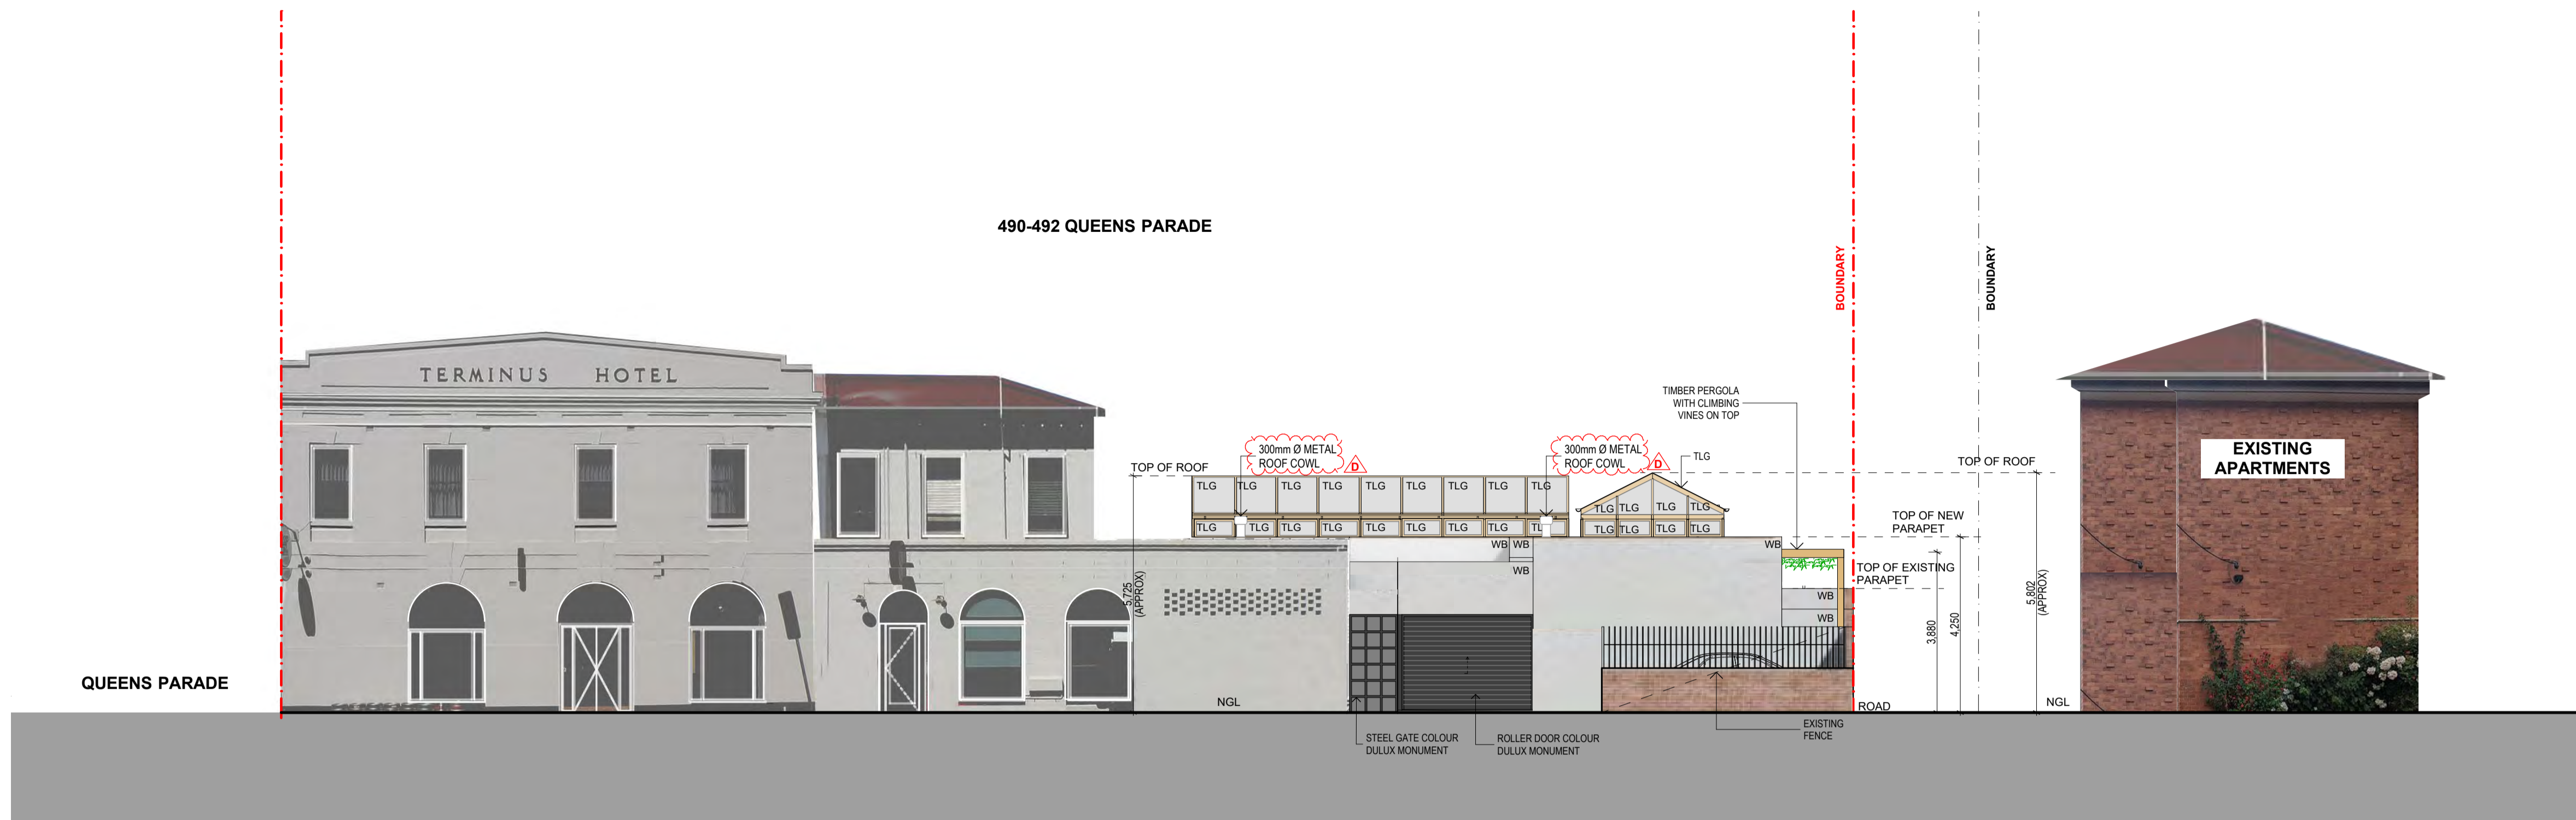 490-492 QUEENS PARADE
BOUNDARY
BOUNDARY
TERMINUS HOTEL
TIMBER PERGOLA
WITH CLIMBING
VINES ON TOP
300mm Ø METAL
ROOF COWL
D
300mm Ø METAL
ROOF COWL
D
TLG
TOP OF ROOF
TOP OF ROOF
EXISTING
APARTMENTS
TLG TLG TLG TLG TLG TLG TLG TLG TLG
TLG TLG TLG TLG
TLG TLG TLG TLG TLG TLG TLG TLG
TLG TLG TLG TLG
TOP OF NEW
PARAPET
WB WB
WB
WB
TOP OF EXISTING
PARAPET
WB
WB
5,725
(APPROX)
3,880
4,250
5,802
(APPROX)
QUEENS PARADE
NGL
ROAD
NGL
STEEL GATE COLOUR
DULUX MONUMENT
ROLLER DOOR COLOUR
DULUX MONUMENT
EXISTING
FENCE